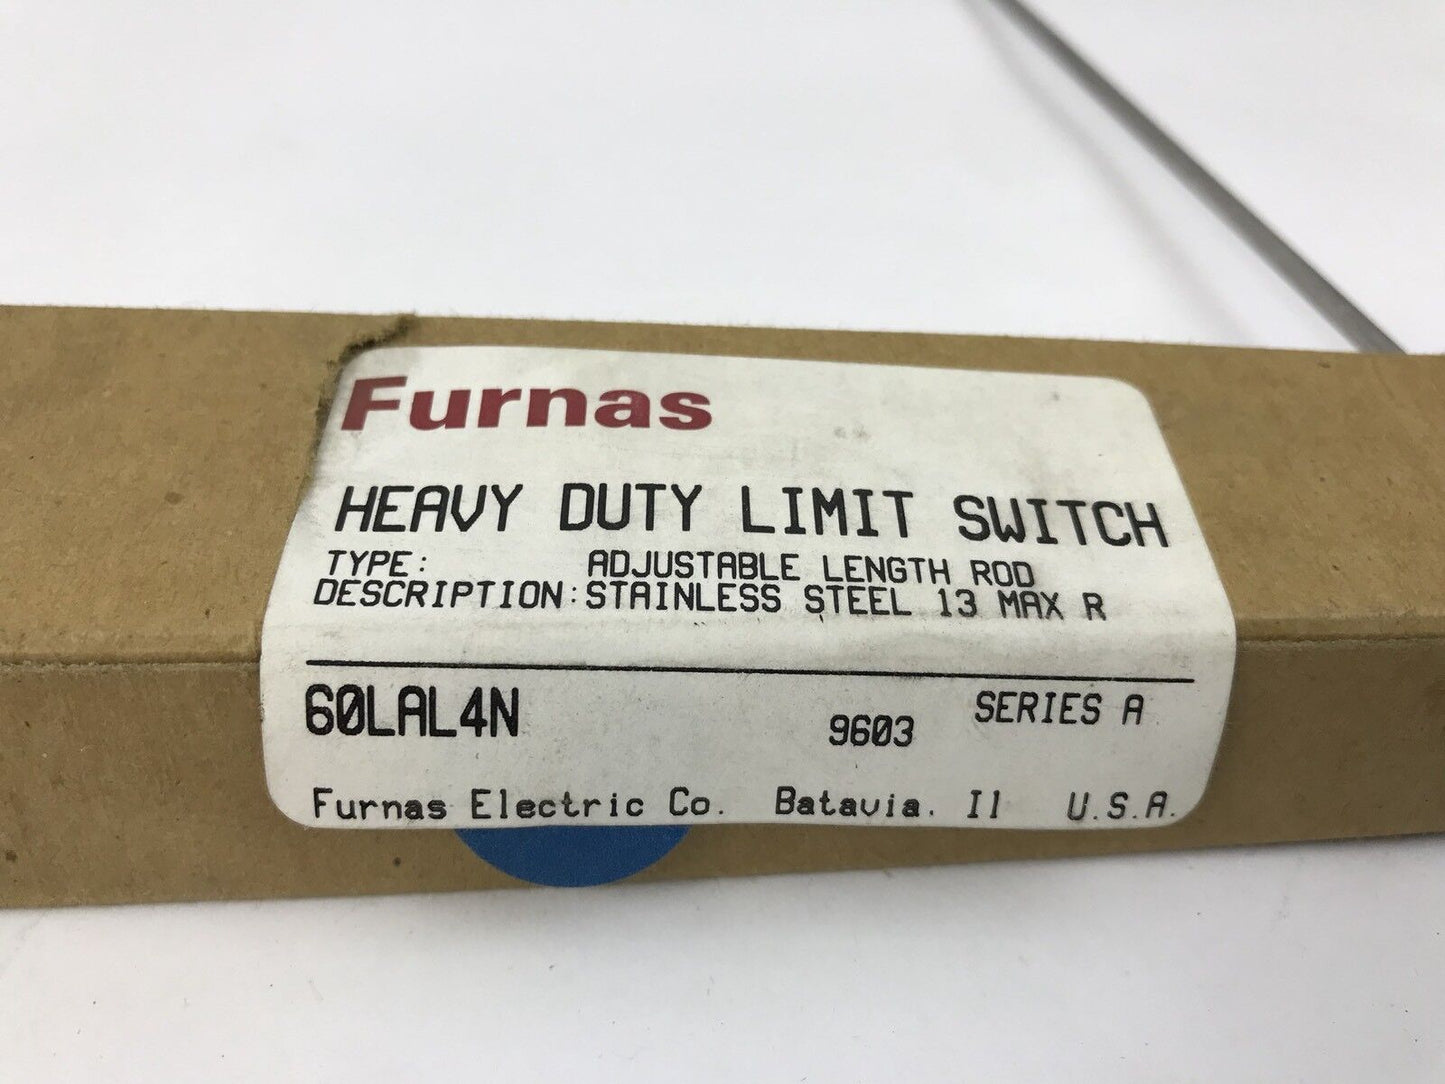 Furnas
HEAVY DUTY LIMIT SWITCH
TYPE: ADJUSTABLE LENGTH ROD
DESCRIPTION: STAINLESS STEEL 13 MAX R
60LAL4N 9603 SERIES A
Furnas Electric Co. Batavia. Il U.S.A.